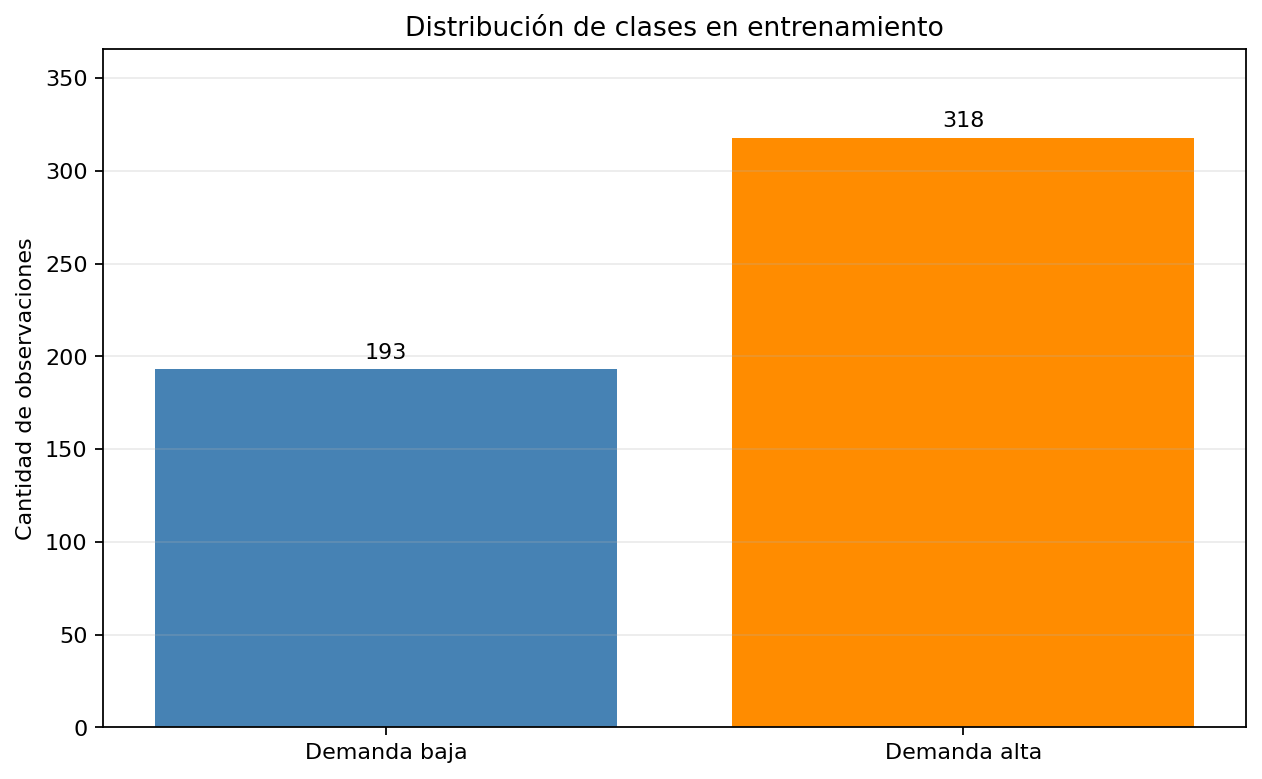 Distribución de clases en entrenamiento
Cantidad de observaciones
350
300
250
200
150
100
50
0
193
318
Demanda baja
Demanda alta